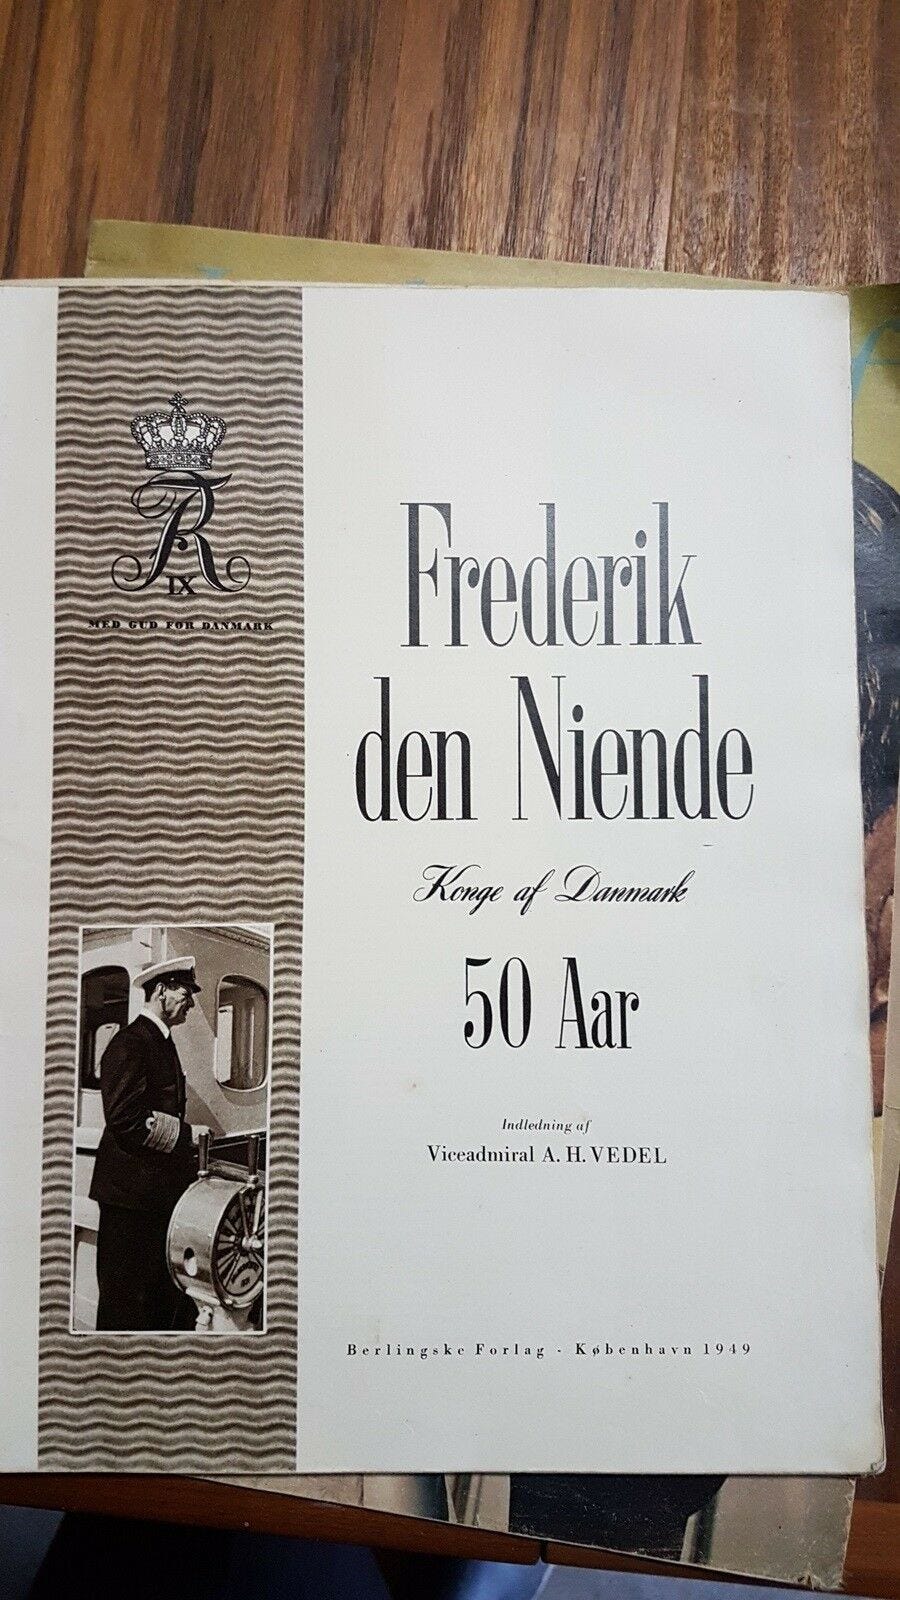 IX
MED GUD FOR DANMARK
Frederik
den Niende
Konge af Danmark
50 Aar
Indledning af
Viceadmiral A. H. VEDEL
Berlingske Forlag - København 1949